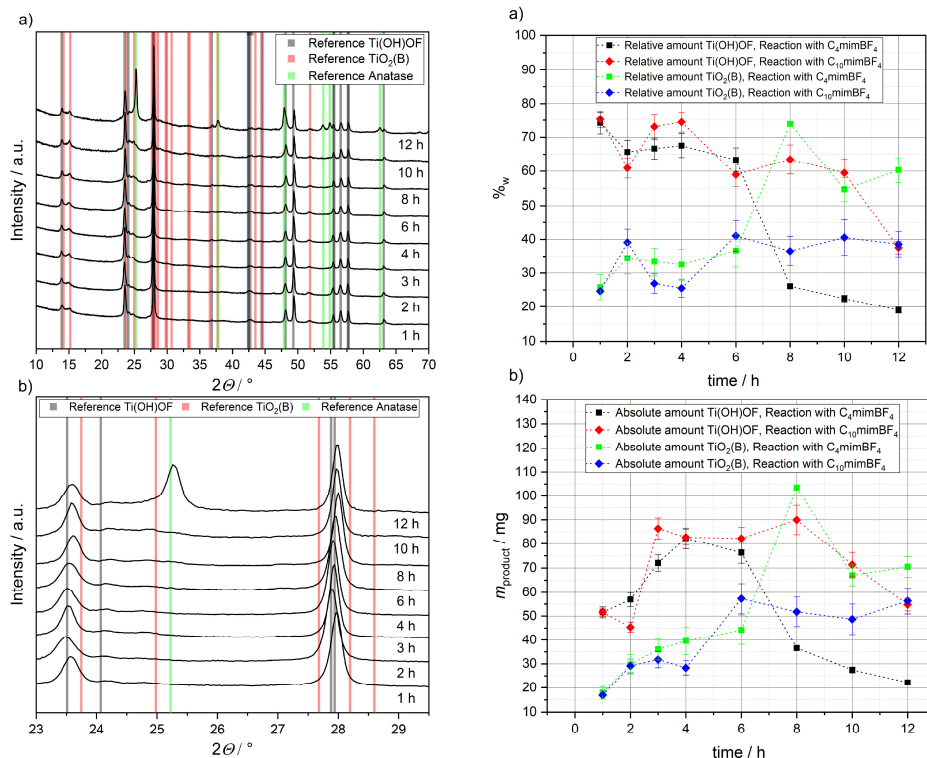 a)
Intensity / a.u.
Reference Ti(OH)OF
Reference TiO₂(B)
Reference Anatase
12 h
10 h
8 h
6 h
4 h
3 h
2 h
1 h
10 15 20 25 30 35 40 45 50 55 60 65 70
2Θ / °
b)
Intensity / a.u.
Reference Ti(OH)OF Reference TiO₂(B) Reference Anatase
12 h
10 h
8 h
6 h
4 h
3 h
2 h
1 h
23 24 25 26 27 28 29
2Θ / °
a)
%w
Relative amount Ti(OH)OF, Reaction with C₄mimBF₄
Relative amount Ti(OH)OF, Reaction with C₁₀mimBF₄
Relative amount TiO₂(B), Reaction with C₄mimBF₄
Relative amount TiO₂(B), Reaction with C₁₀mimBF₄
100
90
80
70
60
50
40
30
20
10
0 2 4 6 8 10 12
time / h
b)
mproduct / mg
Absolute amount Ti(OH)OF, Reaction with C₄mimBF₄
Absolute amount Ti(OH)OF, Reaction with C₁₀mimBF₄
Absolute amount TiO₂(B), Reaction with C₄mimBF₄
Absolute amount TiO₂(B), Reaction with C₁₀mimBF₄
140
130
120
110
100
90
80
70
60
50
40
30
20
10
0 2 4 6 8 10 12
time / h